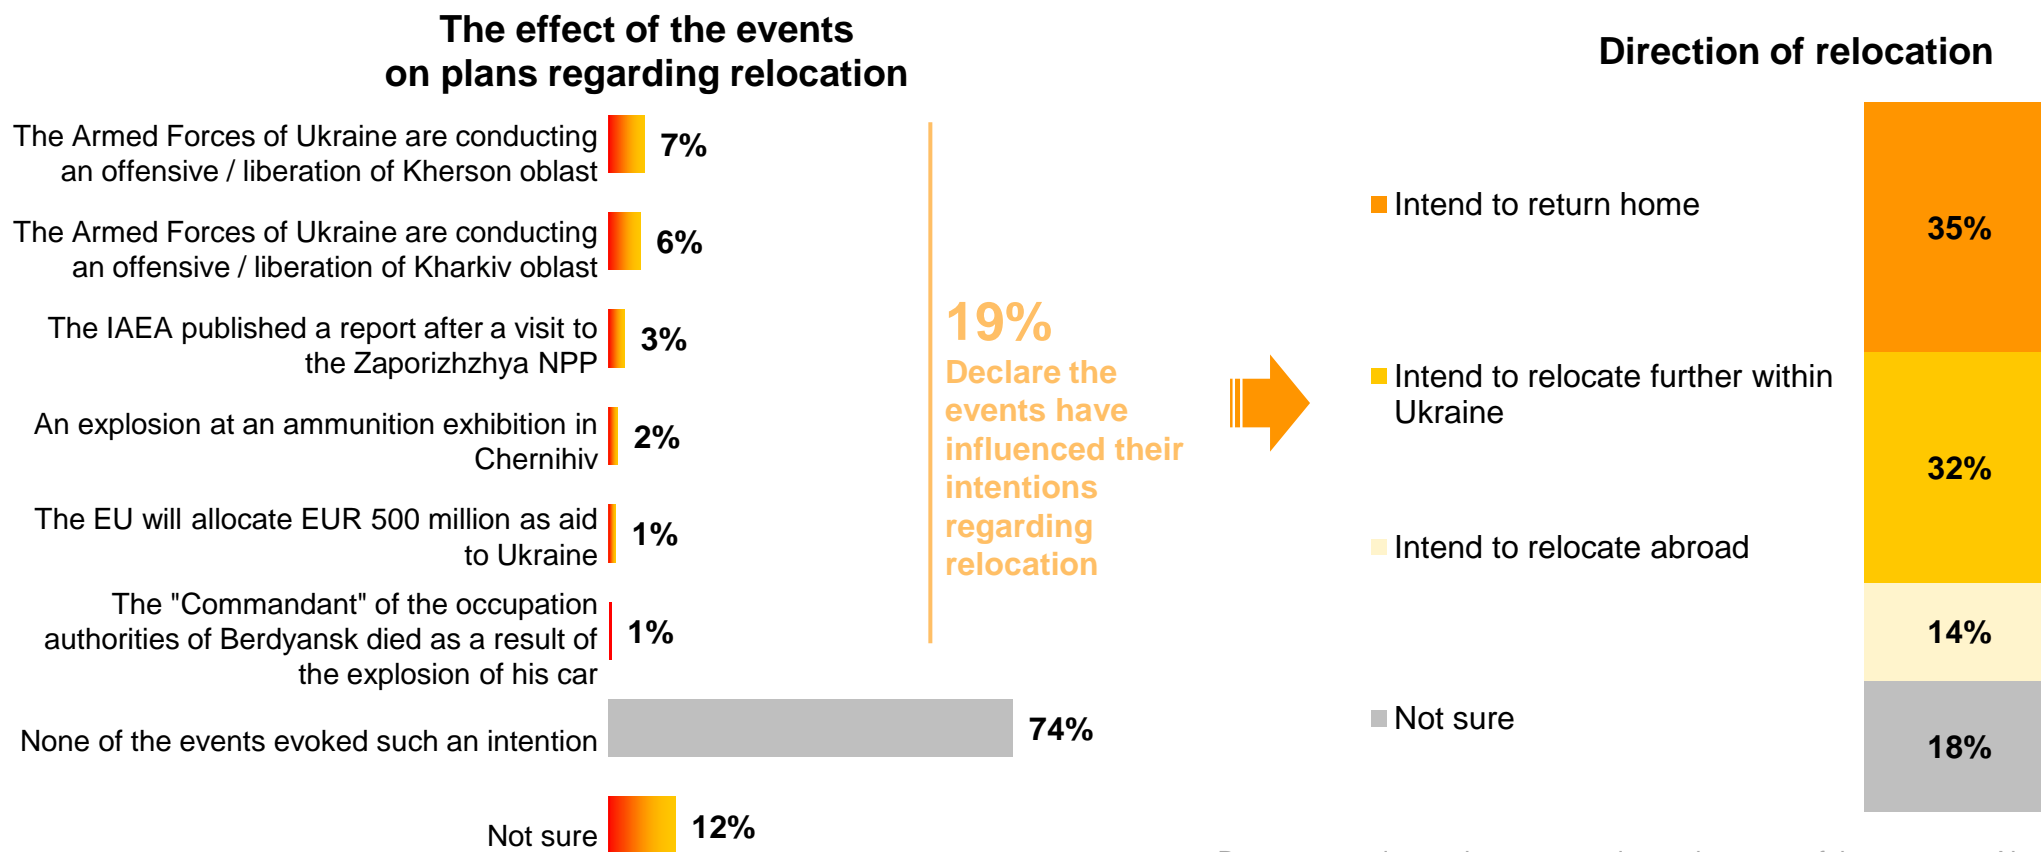 The effect of the events
on plans regarding relocation
The Armed Forces of Ukraine are conducting
an offensive / liberation of Kherson oblast
7%
The Armed Forces of Ukraine are conducting
an offensive / liberation of Kharkiv oblast
6%
The IAEA published a report after a visit to
the Zaporizhzhya NPP
3%
An explosion at an ammunition exhibition in
Chernihiv
2%
The EU will allocate EUR 500 million as aid
to Ukraine
1%
The "Commandant" of the occupation
authorities of Berdyansk died as a result of
the explosion of his car
1%
None of the events evoked such an intention
74%
Not sure
12%
19%
Declare the
events have
influenced their
intentions
regarding
relocation
Direction of relocation
Intend to return home
35%
Intend to relocate further within
Ukraine
32%
Intend to relocate abroad
14%
Not sure
18%